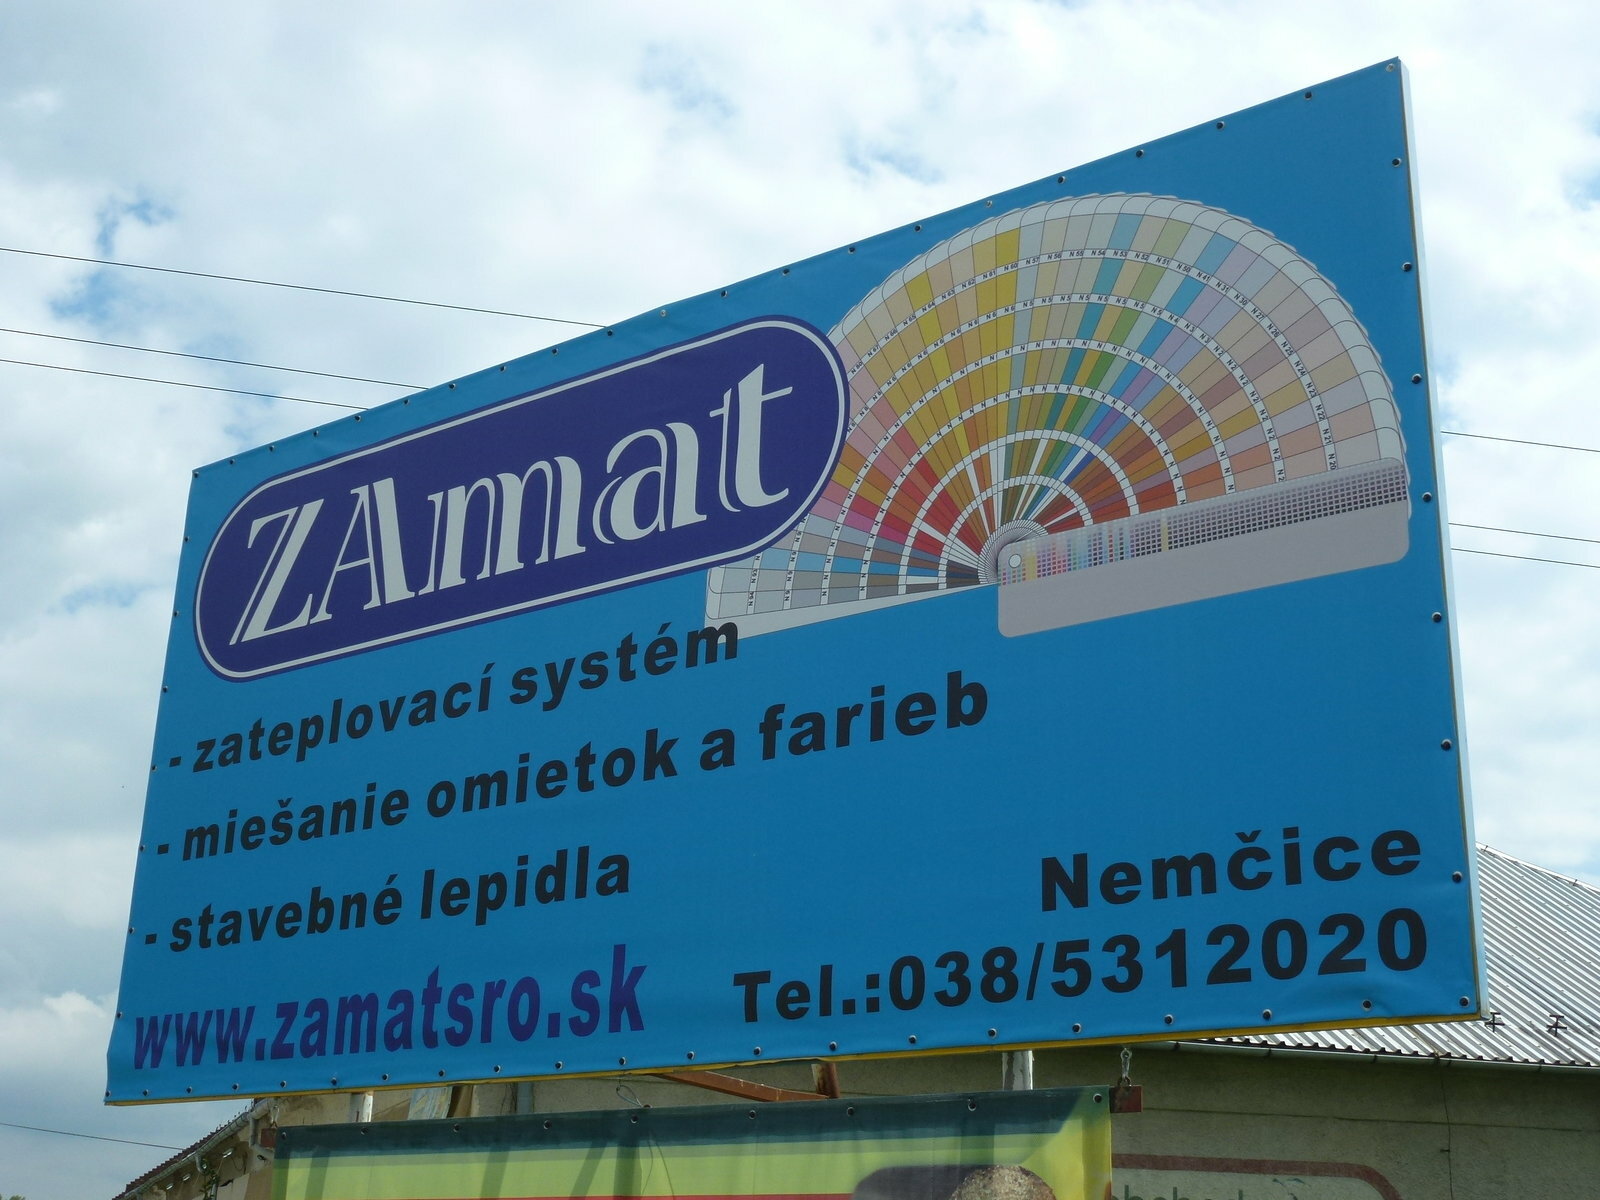 ZAmat
- zateplovací systém
- miešanie omietok a farieb
- stavebné lepidla
www.zamatsro.sk
Nemčice
Tel.:038/5312020